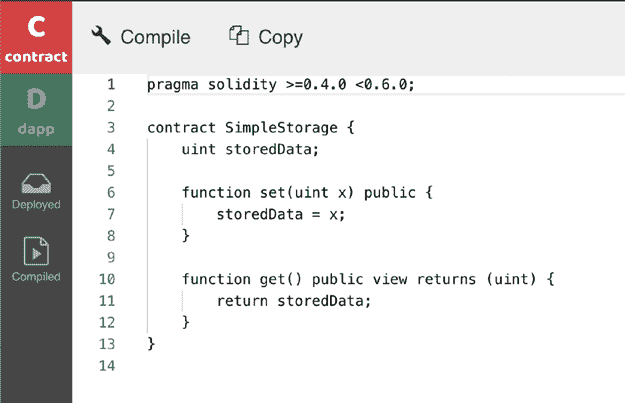 C
contract
D
dapp
Deployed
Compiled
Compile
Copy
1 pragma solidity >=0.4.0 <0.6.0;
2
3 contract SimpleStorage {
4     uint storedData;
5
6     function set(uint x) public {
7         storedData = x;
8     }
9
10     function get() public view returns (uint) {
11         return storedData;
12     }
13 }
14